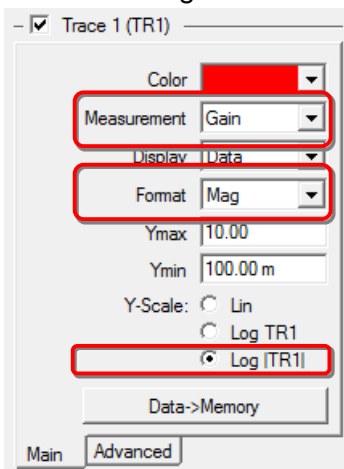 Trace 1 (TR1)
Color
Measurement Gain
Display Data
Format Mag
Ymax 10.00
Ymin 100.00 m
Y-Scale: Lin
Log TR1
Log |TR1|
Data->Memory
Main Advanced